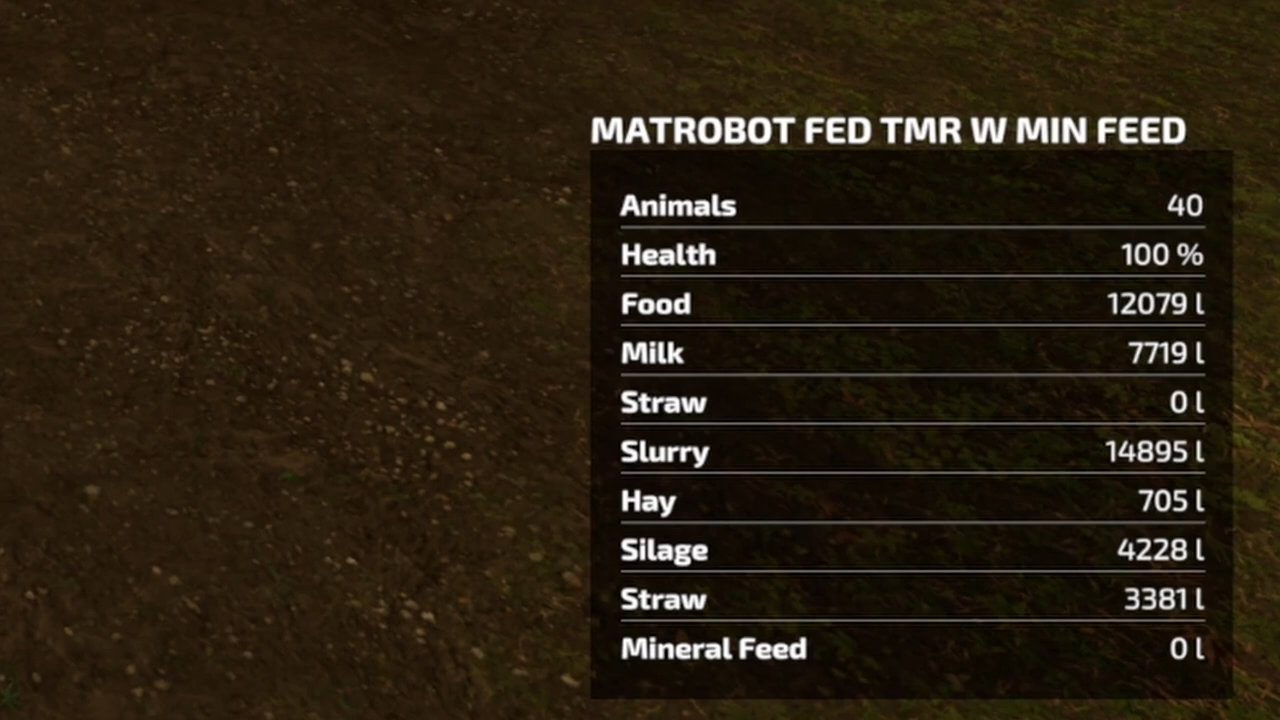 MATROBOT FED TMR W MIN FEED
Animals 40
Health 100 %
Food 12079 l
Milk 7719 l
Straw 0 l
Slurry 14895 l
Hay 705 l
Silage 4228 l
Straw 3381 l
Mineral Feed 0 l